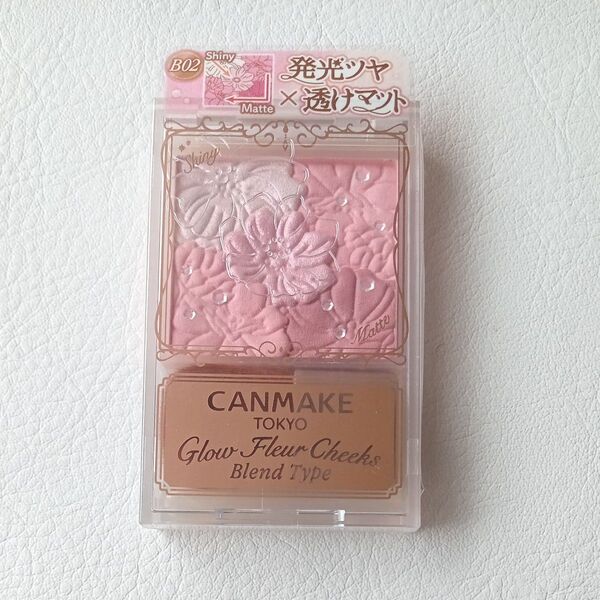 B02
Shiny
Matte
発光ツヤ
×透けマット
Shiny
Matte
CANMAKE
TOKYO
Glow Fleur Cheeks
Blend Type